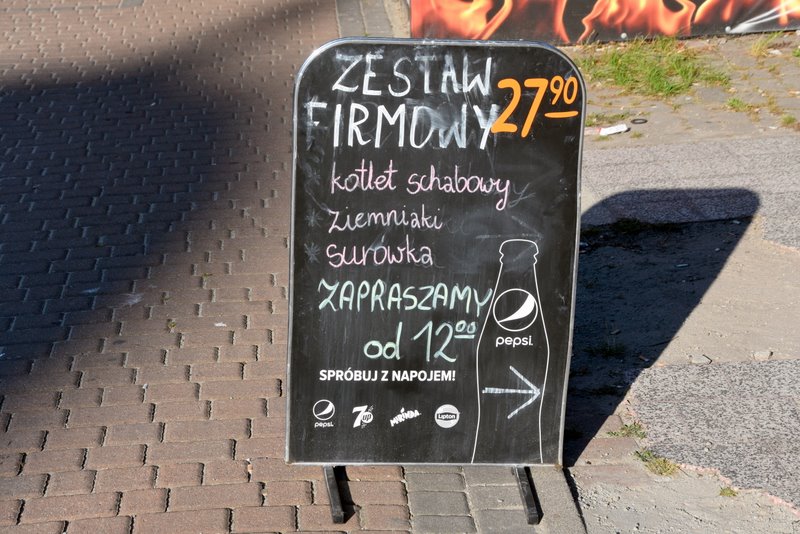 ZESTAW
FIRMOWY
27 90
kotlet schabowy
ziemniaki
surówka
ZAPRASZAMY
od 12 00
pepsi
SPRÓBUJ Z NAPOJEM!
pepsi 7up MIRINDA Lipton